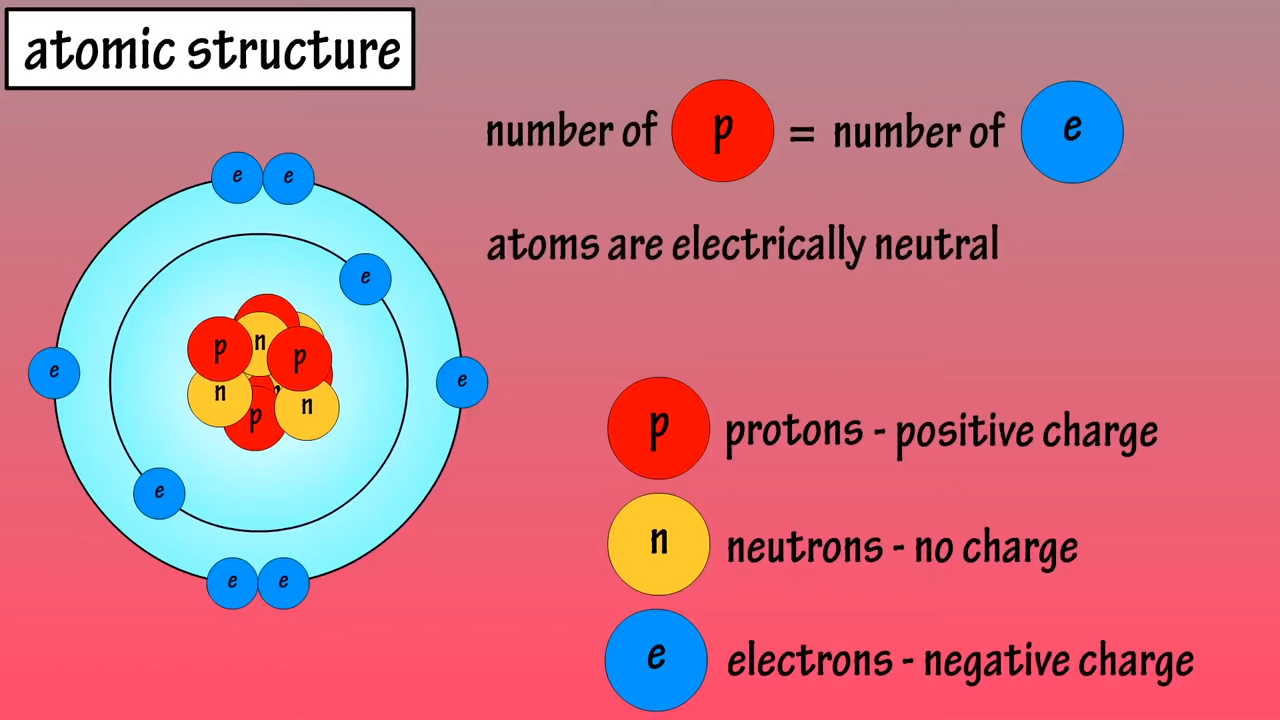 atomic structure
number of p = number of e
atoms are electrically neutral
e e
e
p n p
e
e
n n n
p
e
e e
p protons - positive charge
n neutrons - no charge
e electrons - negative charge